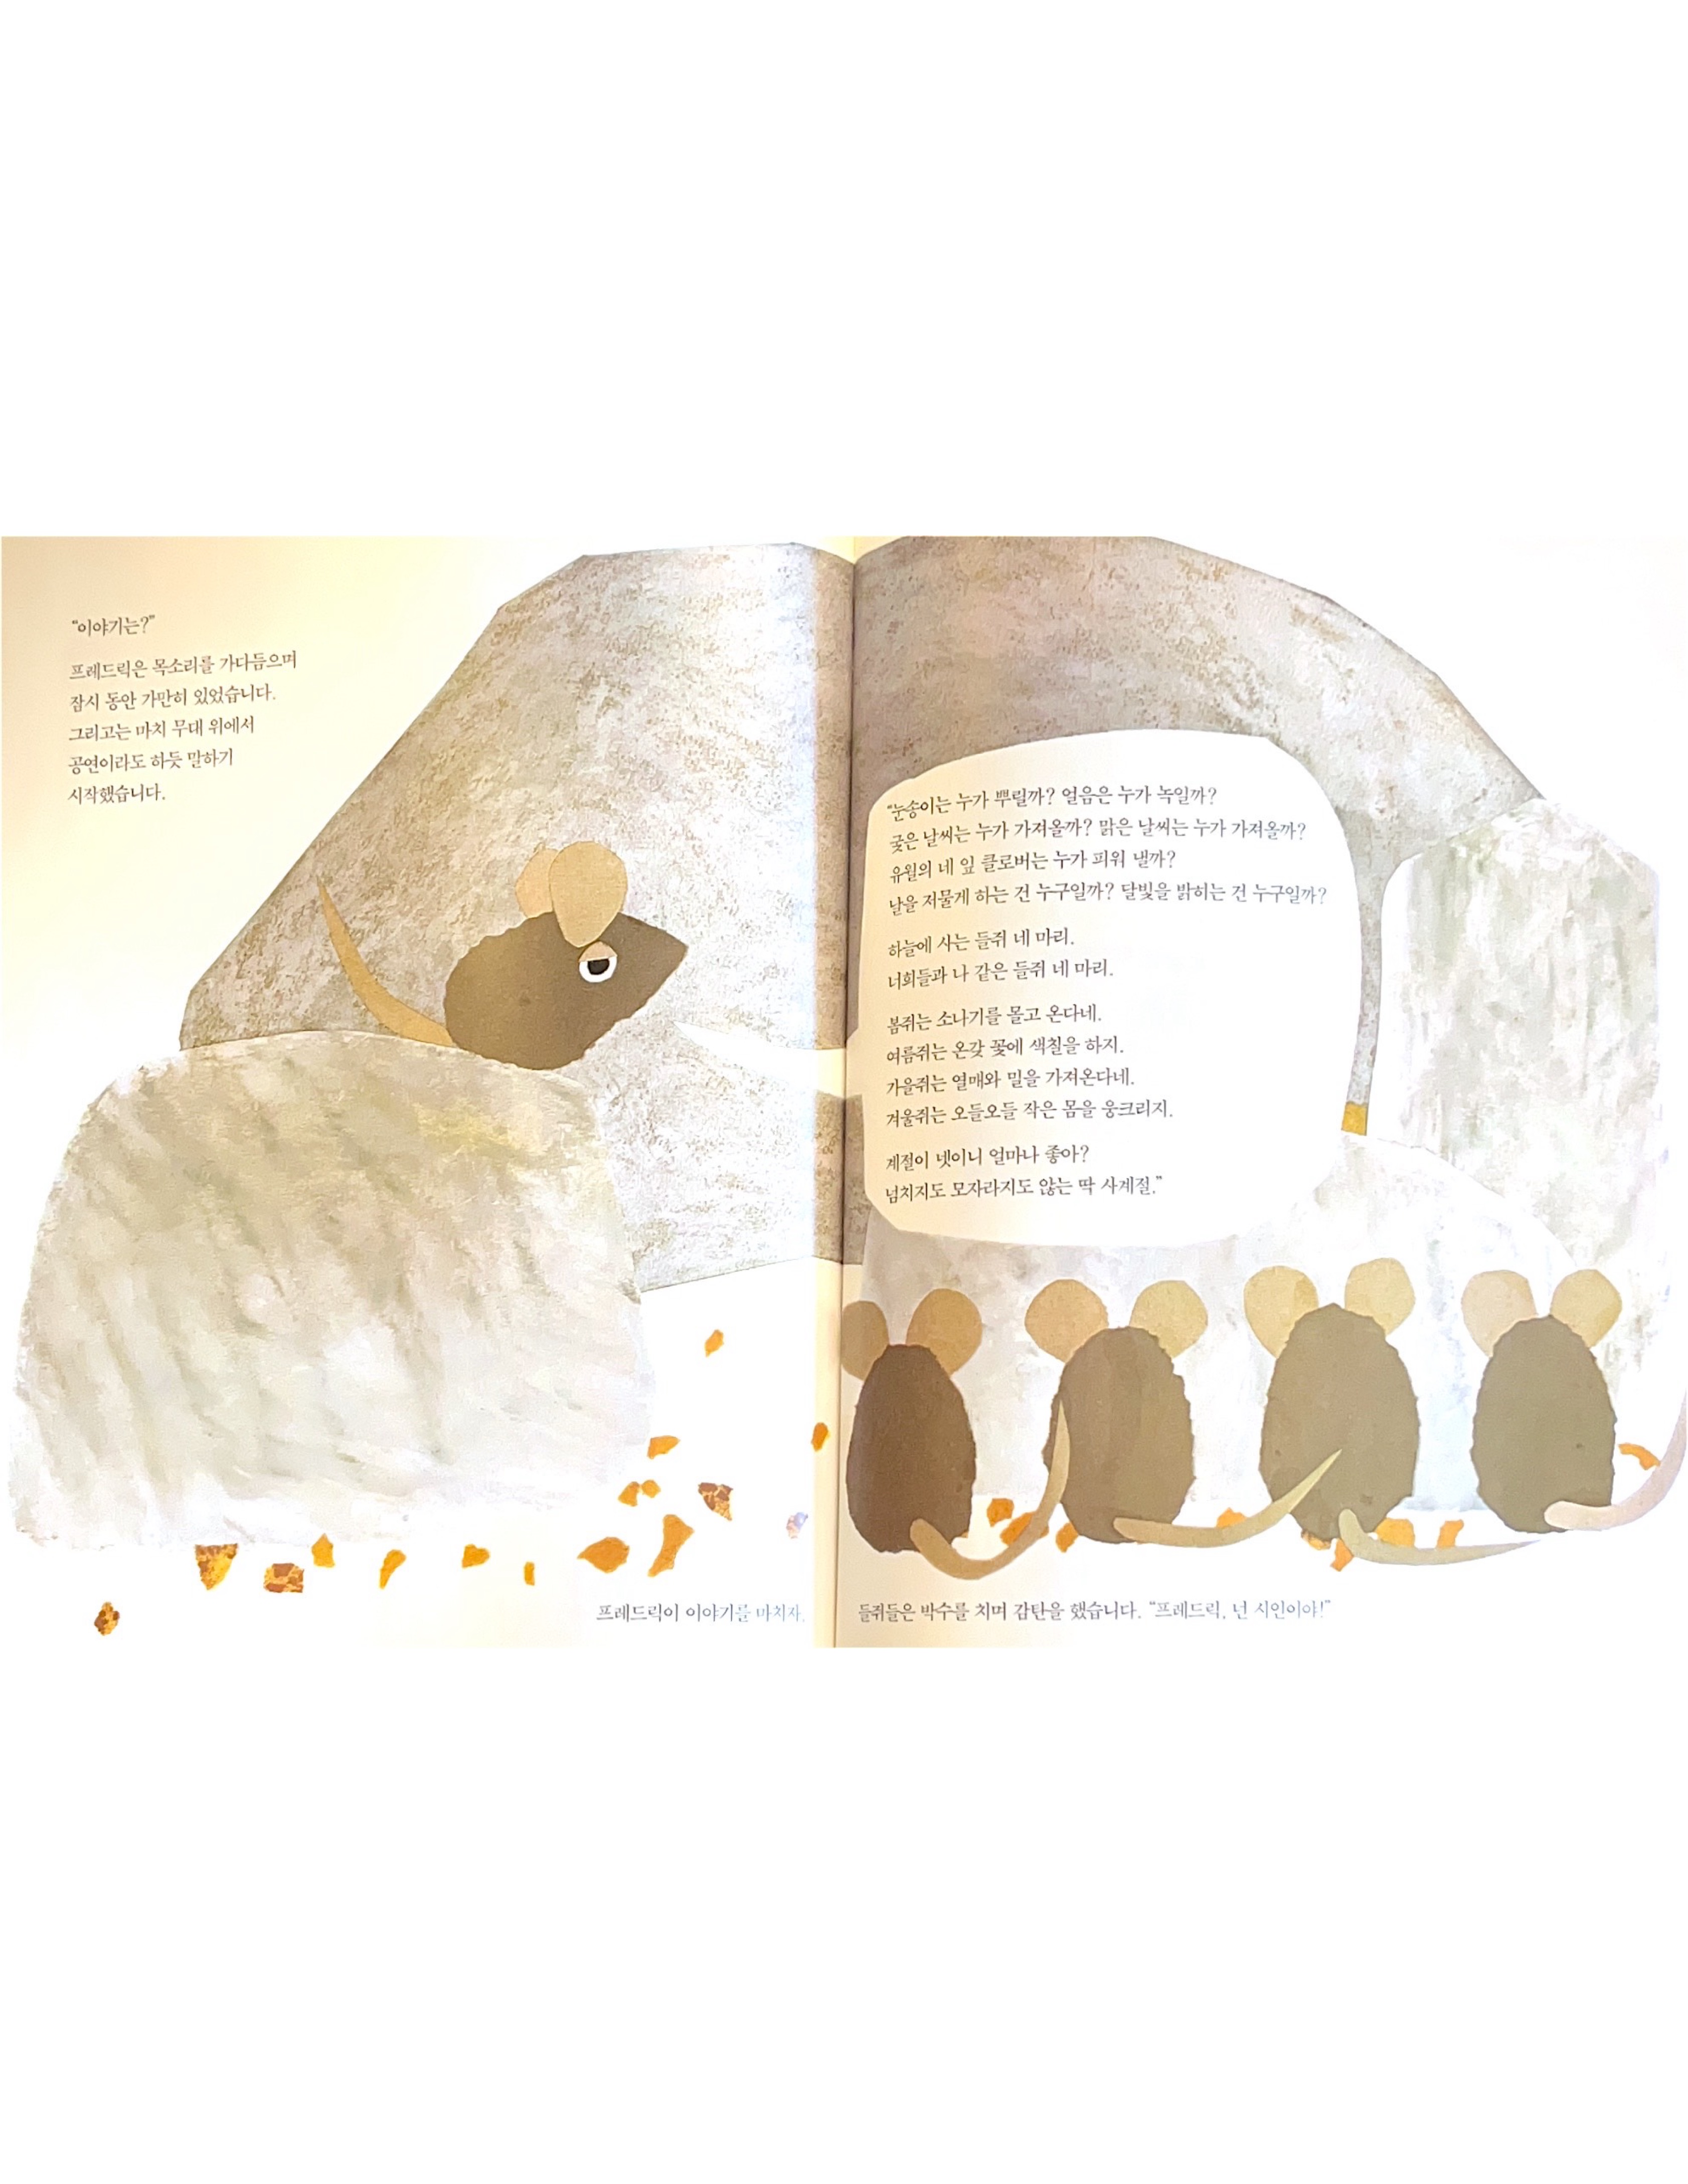 "이야기는?"
프레드릭은 목소리를 가다듬으며
잠시 동안 가만히 있었습니다.
그리고는 마치 무대 위에서
공연이라도 하듯 말하기
시작했습니다.
"눈송이는 누가 뿌릴까? 얼음은 누가 녹일까?
궂은 날씨는 누가 가져올까? 맑은 날씨는 누가 가져올까?
유월의 네 잎 클로버는 누가 피워 낼까?
날을 저물게 하는 건 누구일까? 달빛을 밝히는 건 누구일까?
하늘에 사는 들쥐 네 마리.
너희들과 나 같은 들쥐 네 마리.
봄쥐는 소나기를 몰고 온다네.
여름쥐는 온갖 꽃에 색칠을 하지.
가을쥐는 열매와 밀을 가져온다네.
겨울쥐는 오들오들 작은 몸을 웅크리지.
계절이 넷이니 얼마나 좋아?
넘치지도 모자라지도 않는 딱 사계절."
프레드릭이 이야기를 마치자, 들쥐들은 박수를 치며 감탄을 했습니다. "프레드릭, 넌 시인이야!"